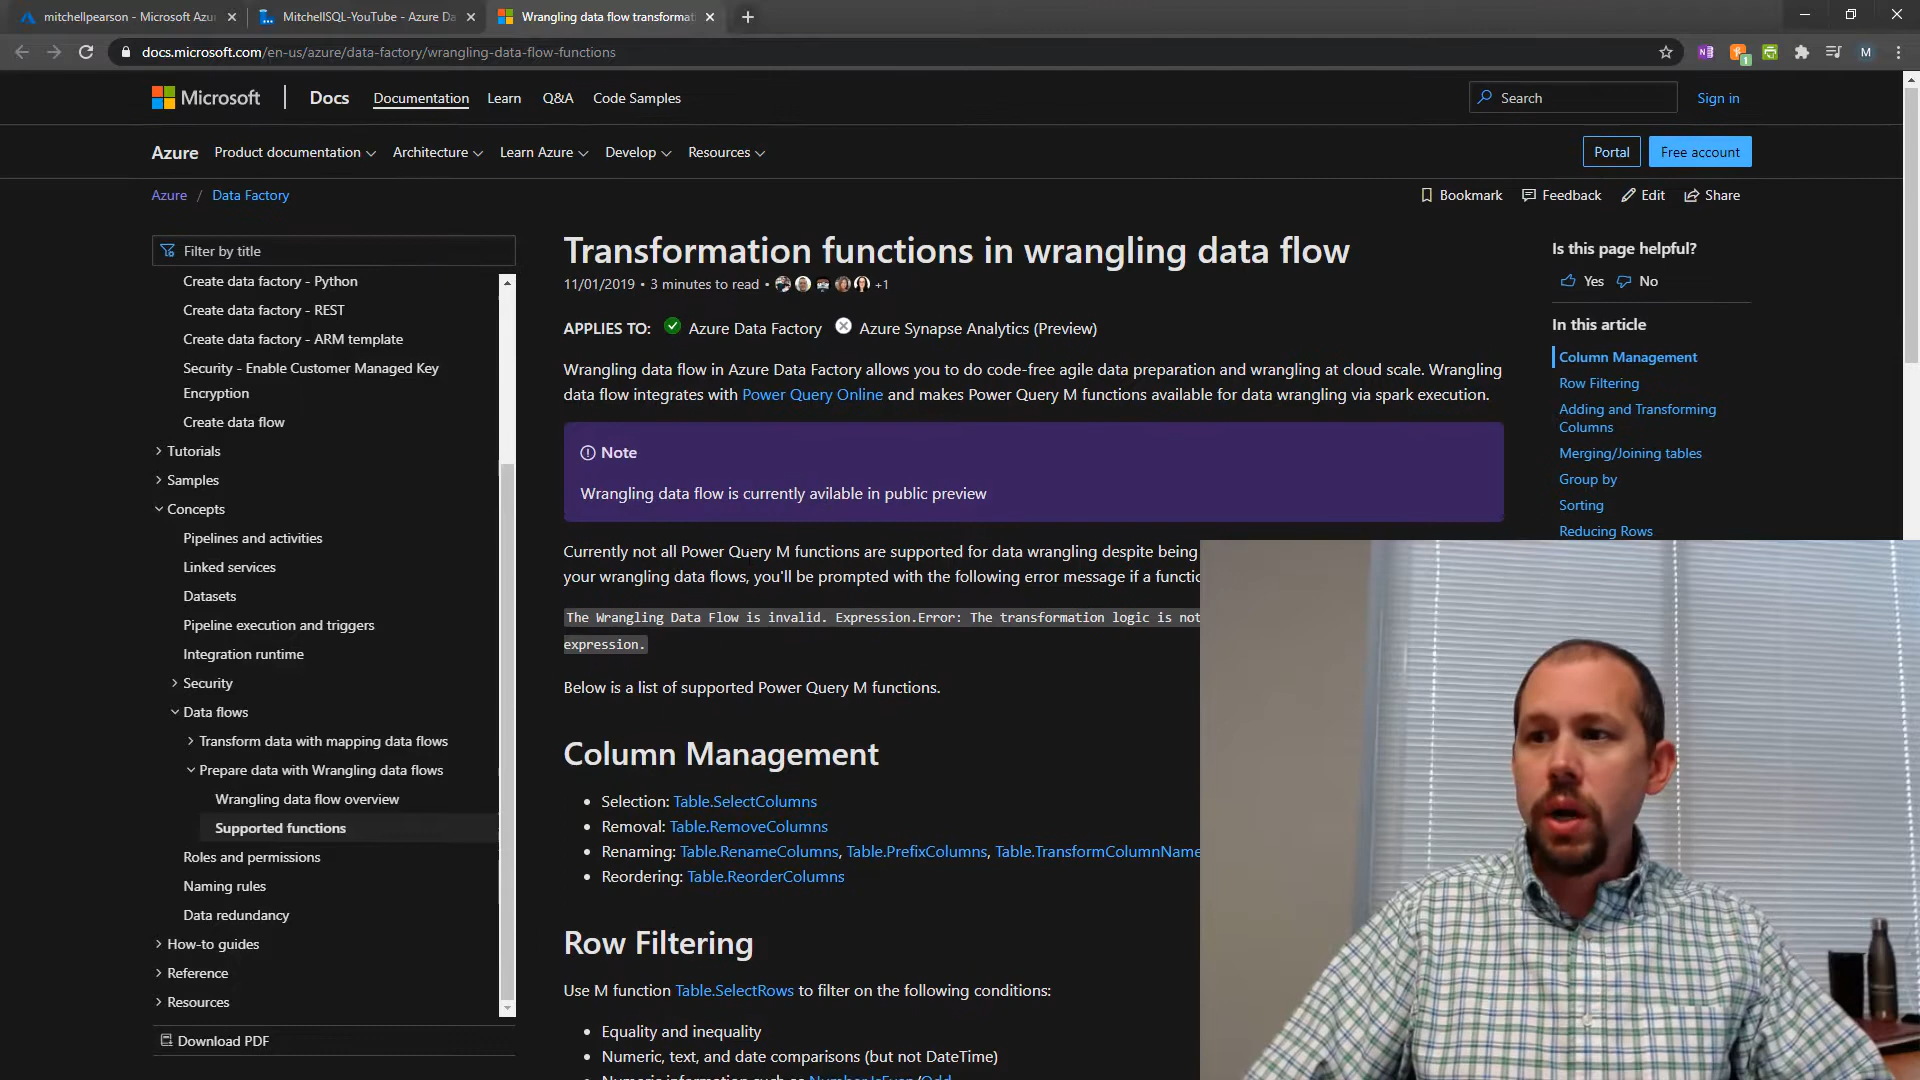 mitchellpearson - Microsoft Azu
MitchellSQL-YouTube - Azure Da
Wrangling data flow transformat
docs.microsoft.com/en-us/azure/data-factory/wrangling-data-flow-functions
1
M
Microsoft
Docs
Documentation
Learn
Q&A
Code Samples
Search
Sign in
Azure
Product documentation
Architecture
Learn Azure
Develop
Resources
Portal
Free account
Azure / Data Factory
Bookmark
Feedback
Edit
Share
Filter by title
Create data factory - Python
Create data factory - REST
Create data factory - ARM template
Security - Enable Customer Managed Key
Encryption
Create data flow
Tutorials
Samples
Concepts
Pipelines and activities
Linked services
Datasets
Pipeline execution and triggers
Integration runtime
Security
Data flows
Transform data with mapping data flows
Prepare data with Wrangling data flows
Wrangling data flow overview
Supported functions
Roles and permissions
Naming rules
Data redundancy
How-to guides
Reference
Resources
Download PDF
Transformation functions in wrangling data flow
11/01/2019 • 3 minutes to read • +1
APPLIES TO: Azure Data Factory Azure Synapse Analytics (Preview)
Wrangling data flow in Azure Data Factory allows you to do code-free agile data preparation and wrangling at cloud scale. Wrangling
data flow integrates with Power Query Online and makes Power Query M functions available for data wrangling via spark execution.
Note
Wrangling data flow is currently avilable in public preview
Currently not all Power Query M functions are supported for data wrangling despite being
your wrangling data flows, you'll be prompted with the following error message if a functio
The Wrangling Data Flow is invalid. Expression.Error: The transformation logic is not
expression.
Below is a list of supported Power Query M functions.
Column Management
• Selection: Table.SelectColumns
• Removal: Table.RemoveColumns
• Renaming: Table.RenameColumns, Table.PrefixColumns, Table.TransformColumnName
• Reordering: Table.ReorderColumns
Row Filtering
Use M function Table.SelectRows to filter on the following conditions:
• Equality and inequality
• Numeric, text, and date comparisons (but not DateTime)
• Numeric information such as Number.IsEven/Odd
Is this page helpful?
Yes
No
In this article
Column Management
Row Filtering
Adding and Transforming
Columns
Merging/Joining tables
Group by
Sorting
Reducing Rows